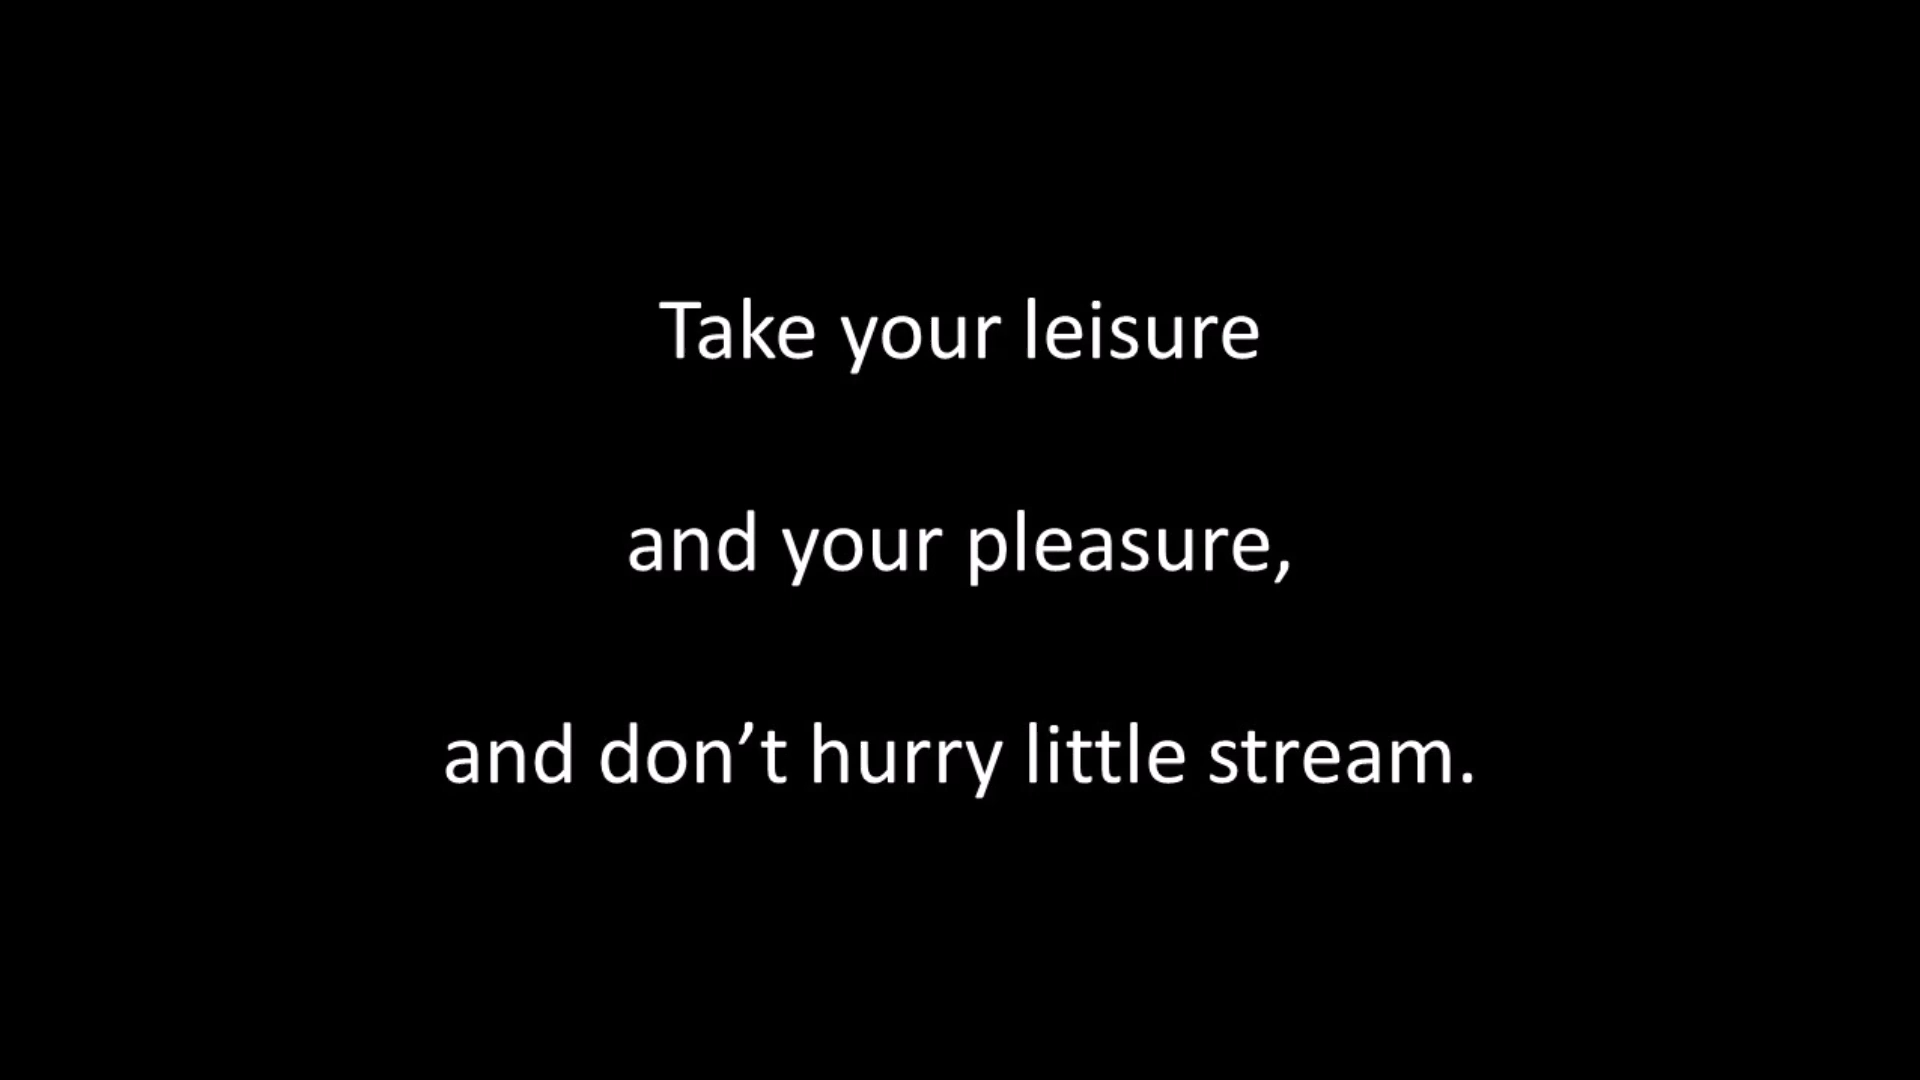 Take your leisure
and your pleasure,
and don’t hurry little stream.